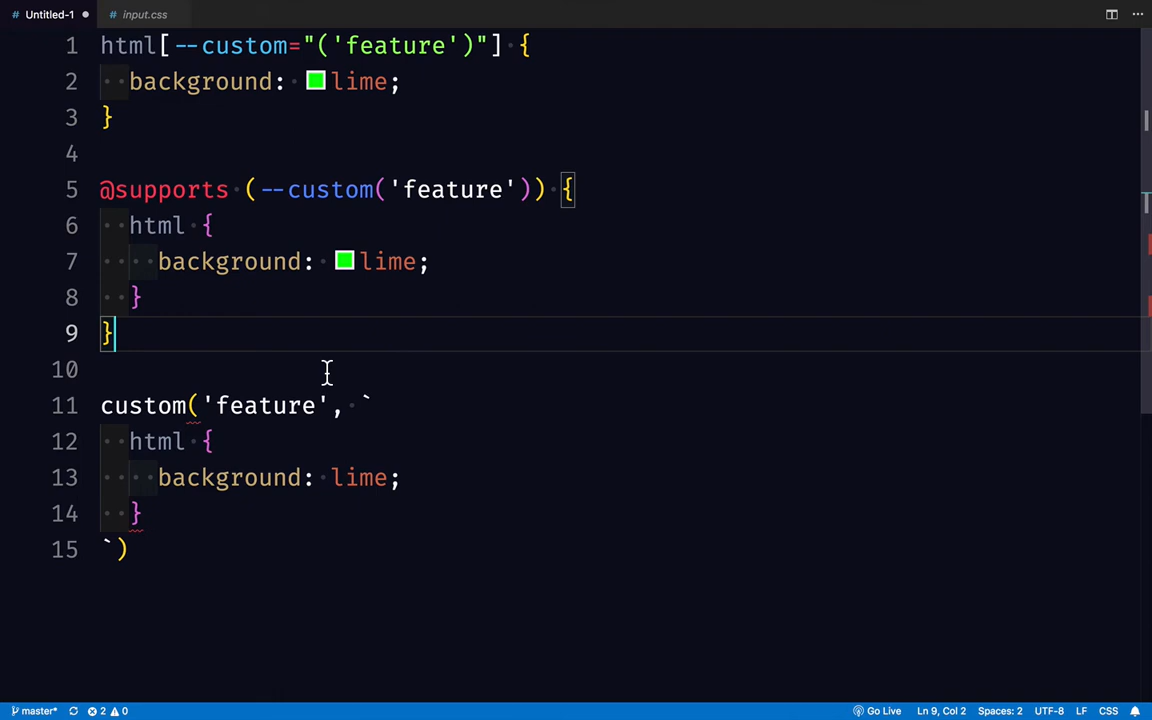 # Untitled-1 ● # input.css ...
1 html[--custom="('feature')"] {
2   background: lime;
3 }
4
5 @supports (--custom('feature')) {
6   html {
7     background: lime;
8   }
9 }
10
11 custom('feature', `
12   html {
13     background: lime;
14   }
15 `)
master* 2 0 Go Live Ln 9, Col 2 Spaces: 2 UTF-8 LF CSS